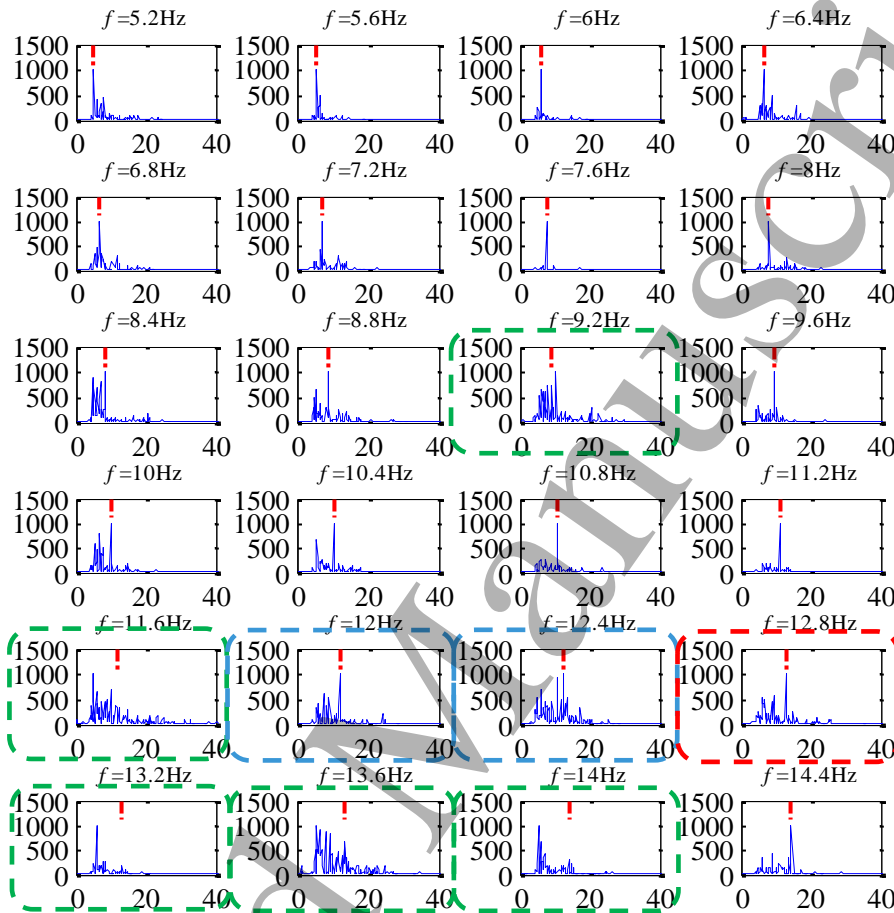 f=5.2Hz f=5.6Hz f=6Hz f=6.4Hz
1500 1500 1500 1500
1000 1000 1000 1000
500 500 500 500
0 0 0 0
0 20 40 0 20 40 0 20 40 0 20 40
f=6.8Hz f=7.2Hz f=7.6Hz f=8Hz
1500 1500 1500 1500
1000 1000 1000 1000
500 500 500 500
0 0 0 0
0 20 40 0 20 40 0 20 40 0 20 40
f=8.4Hz f=8.8Hz f=9.2Hz f=9.6Hz
1500 1500 1500 1500
1000 1000 1000 1000
500 500 500 500
0 0 0 0
0 20 40 0 20 40 0 20 40 0 20 40
f=10Hz f=10.4Hz f=10.8Hz f=11.2Hz
1500 1500 1500 1500
1000 1000 1000 1000
500 500 500 500
0 0 0 0
0 20 40 0 20 40 0 20 40 0 20 40
f=11.6Hz f=12Hz f=12.4Hz f=12.8Hz
1500 1500 1500 1500
1000 1000 1000 1000
500 500 500 500
0 0 0 0
0 20 40 0 20 40 0 20 40 0 20 40
f=13.2Hz f=13.6Hz f=14Hz f=14.4Hz
1500 1500 1500 1500
1000 1000 1000 1000
500 500 500 500
0 0 0 0
0 20 40 0 20 40 0 20 40 0 20 40
d Manuscri